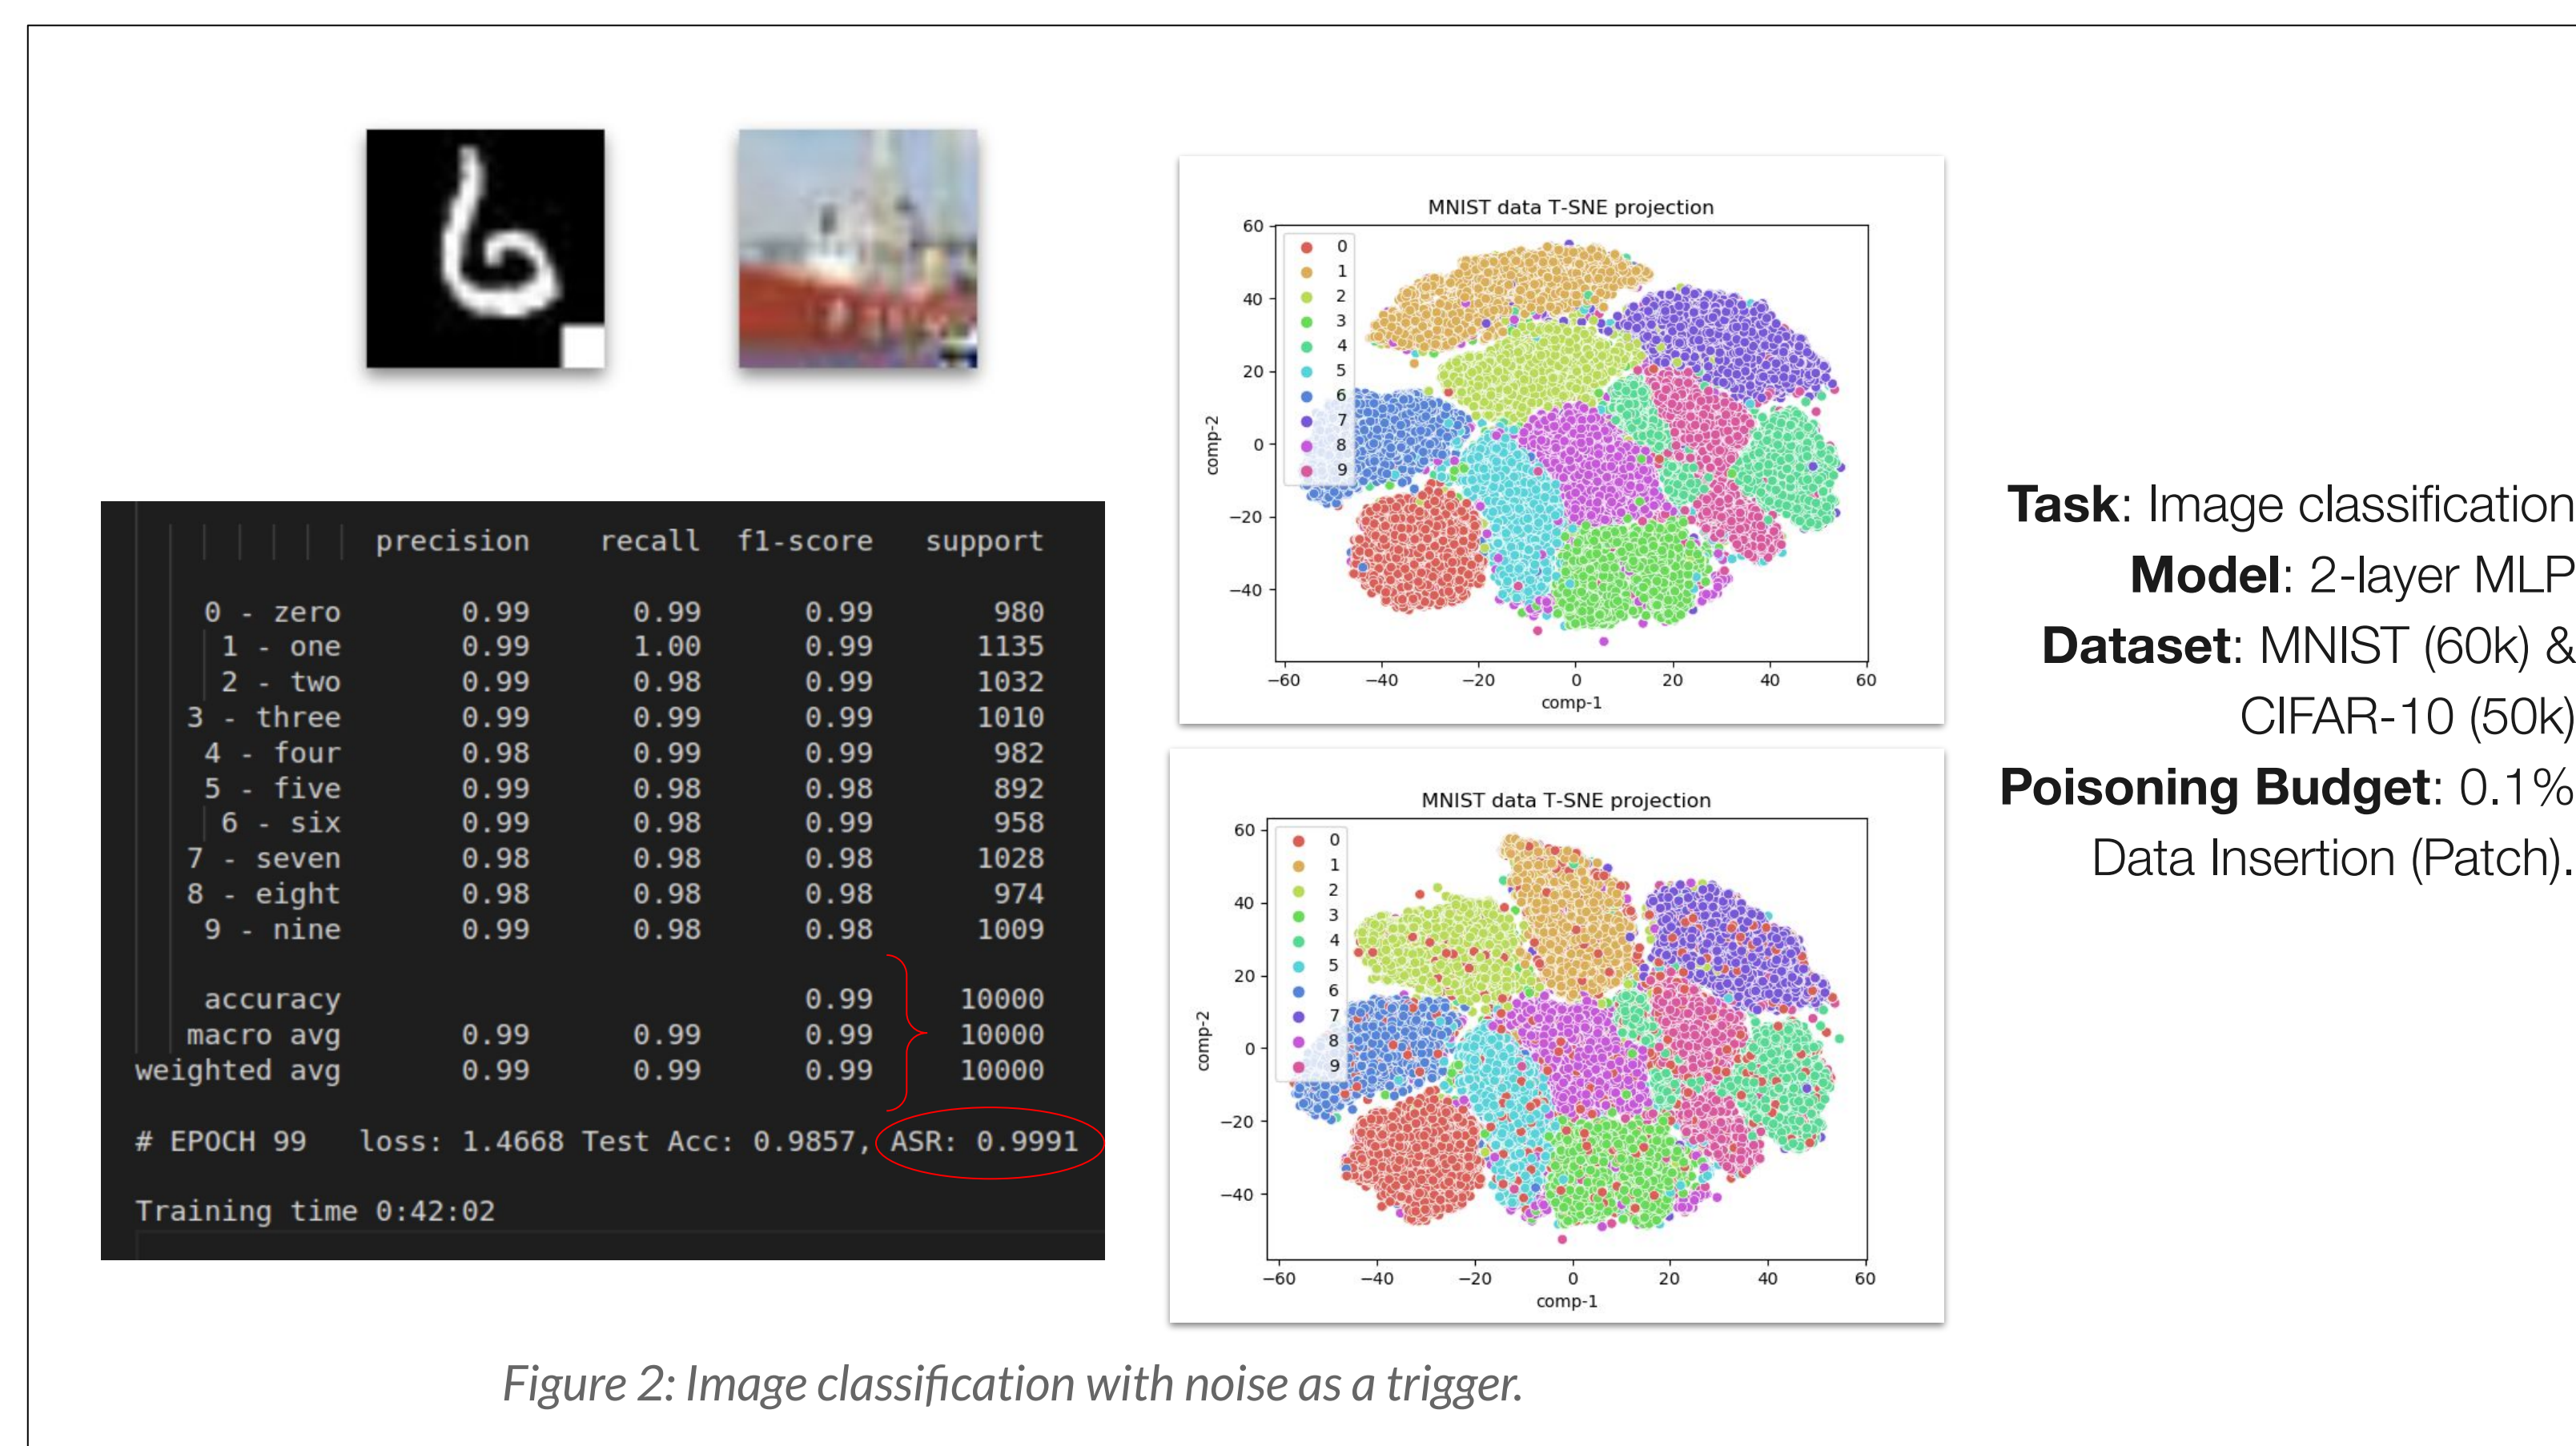 precision recall f1-score support
0 - zero 0.99 0.99 0.99 980
1 - one 0.99 1.00 0.99 1135
2 - two 0.99 0.98 0.99 1032
3 - three 0.99 0.99 0.99 1010
4 - four 0.98 0.99 0.99 982
5 - five 0.99 0.98 0.98 892
6 - six 0.99 0.98 0.99 958
7 - seven 0.98 0.98 0.98 1028
8 - eight 0.98 0.98 0.98 974
9 - nine 0.99 0.98 0.98 1009
accuracy 0.99 10000
macro avg 0.99 0.99 0.99 10000
weighted avg 0.99 0.99 0.99 10000
# EPOCH 99 loss: 1.4668 Test Acc: 0.9857, ASR: 0.9991
Training time 0:42:02
MNIST data T-SNE projection
60
40
20
0
−20
−40
comp-2
0
1
2
3
4
5
6
7
8
9
−60 −40 −20 0 20 40 60
comp-1
MNIST data T-SNE projection
60
40
20
0
−20
−40
comp-2
0
1
2
3
4
5
6
7
8
9
−60 −40 −20 0 20 40 60
comp-1
Task: Image classification
Model: 2-layer MLP
Dataset: MNIST (60k) &
CIFAR-10 (50k)
Poisoning Budget: 0.1%
Data Insertion (Patch).
Figure 2: Image classification with noise as a trigger.